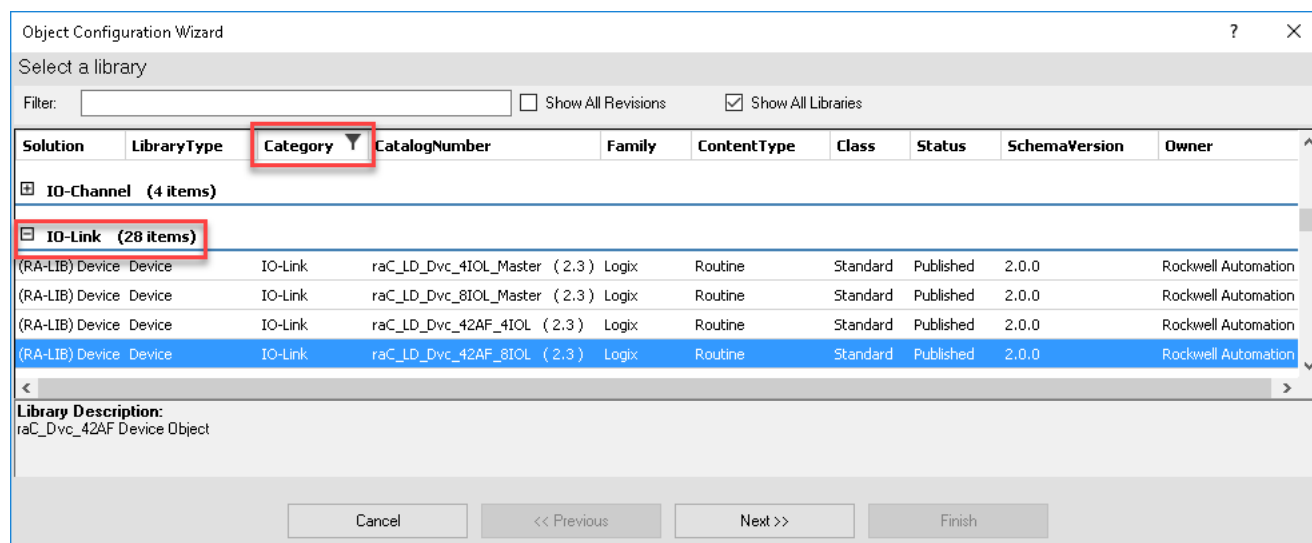 Object Configuration Wizard ?
Select a library
Filter: Show All Revisions Show All Libraries
Solution LibraryType Category CatalogNumber Family ContentType Class Status SchemaVersion Owner
IO-Channel (4 items)
IO-Link (28 items)
(RA-LIB) Device Device IO-Link raC_LD_Dvc_4IOL_Master ( 2.3 ) Logix Routine Standard Published 2.0.0 Rockwell Automation
(RA-LIB) Device Device IO-Link raC_LD_Dvc_8IOL_Master ( 2.3 ) Logix Routine Standard Published 2.0.0 Rockwell Automation
(RA-LIB) Device Device IO-Link raC_LD_Dvc_42AF_4IOL ( 2.3 ) Logix Routine Standard Published 2.0.0 Rockwell Automation
(RA-LIB) Device Device IO-Link raC_LD_Dvc_42AF_8IOL ( 2.3 ) Logix Routine Standard Published 2.0.0 Rockwell Automation
Library Description:
raC_Dvc_42AF Device Object
Cancel << Previous Next >> Finish